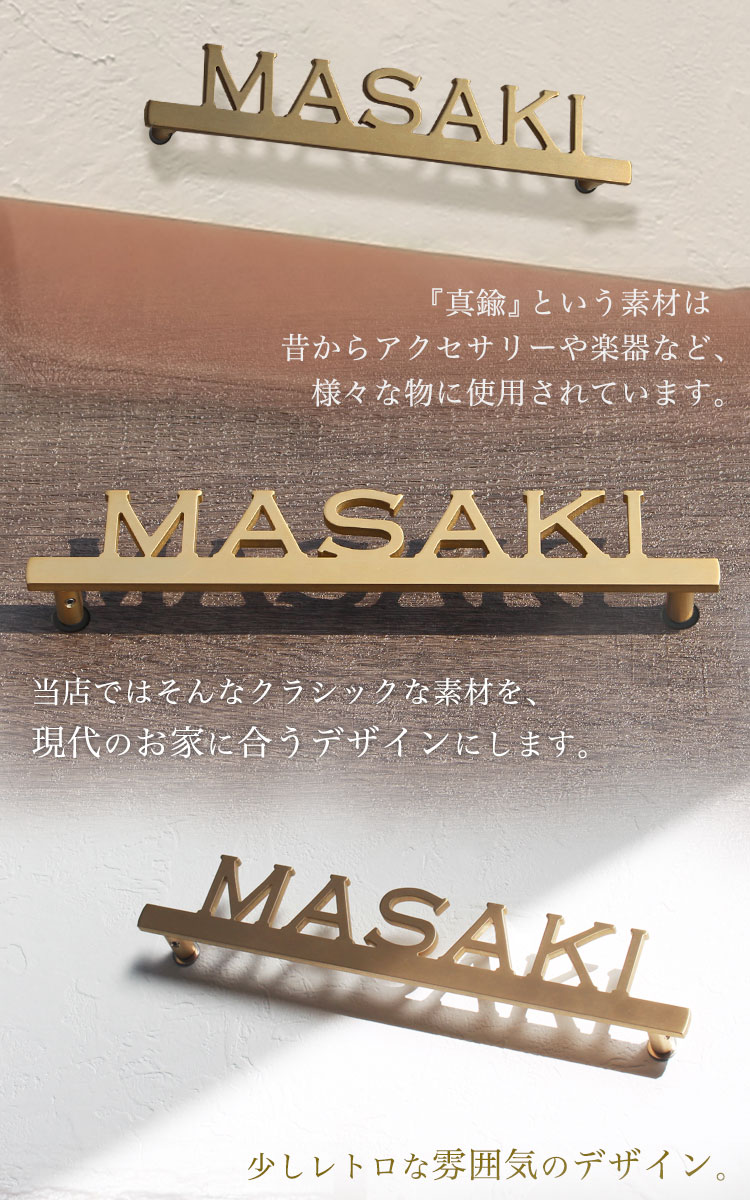 MASAKI
『真鍮』という素材は
昔からアクセサリーや楽器など、
様々な物に使用されています。
MASAKI
当店ではそんなクラシックな素材を、
現代のお家に合うデザインにします。
MASAKI
少しレトロな雰囲気のデザイン。